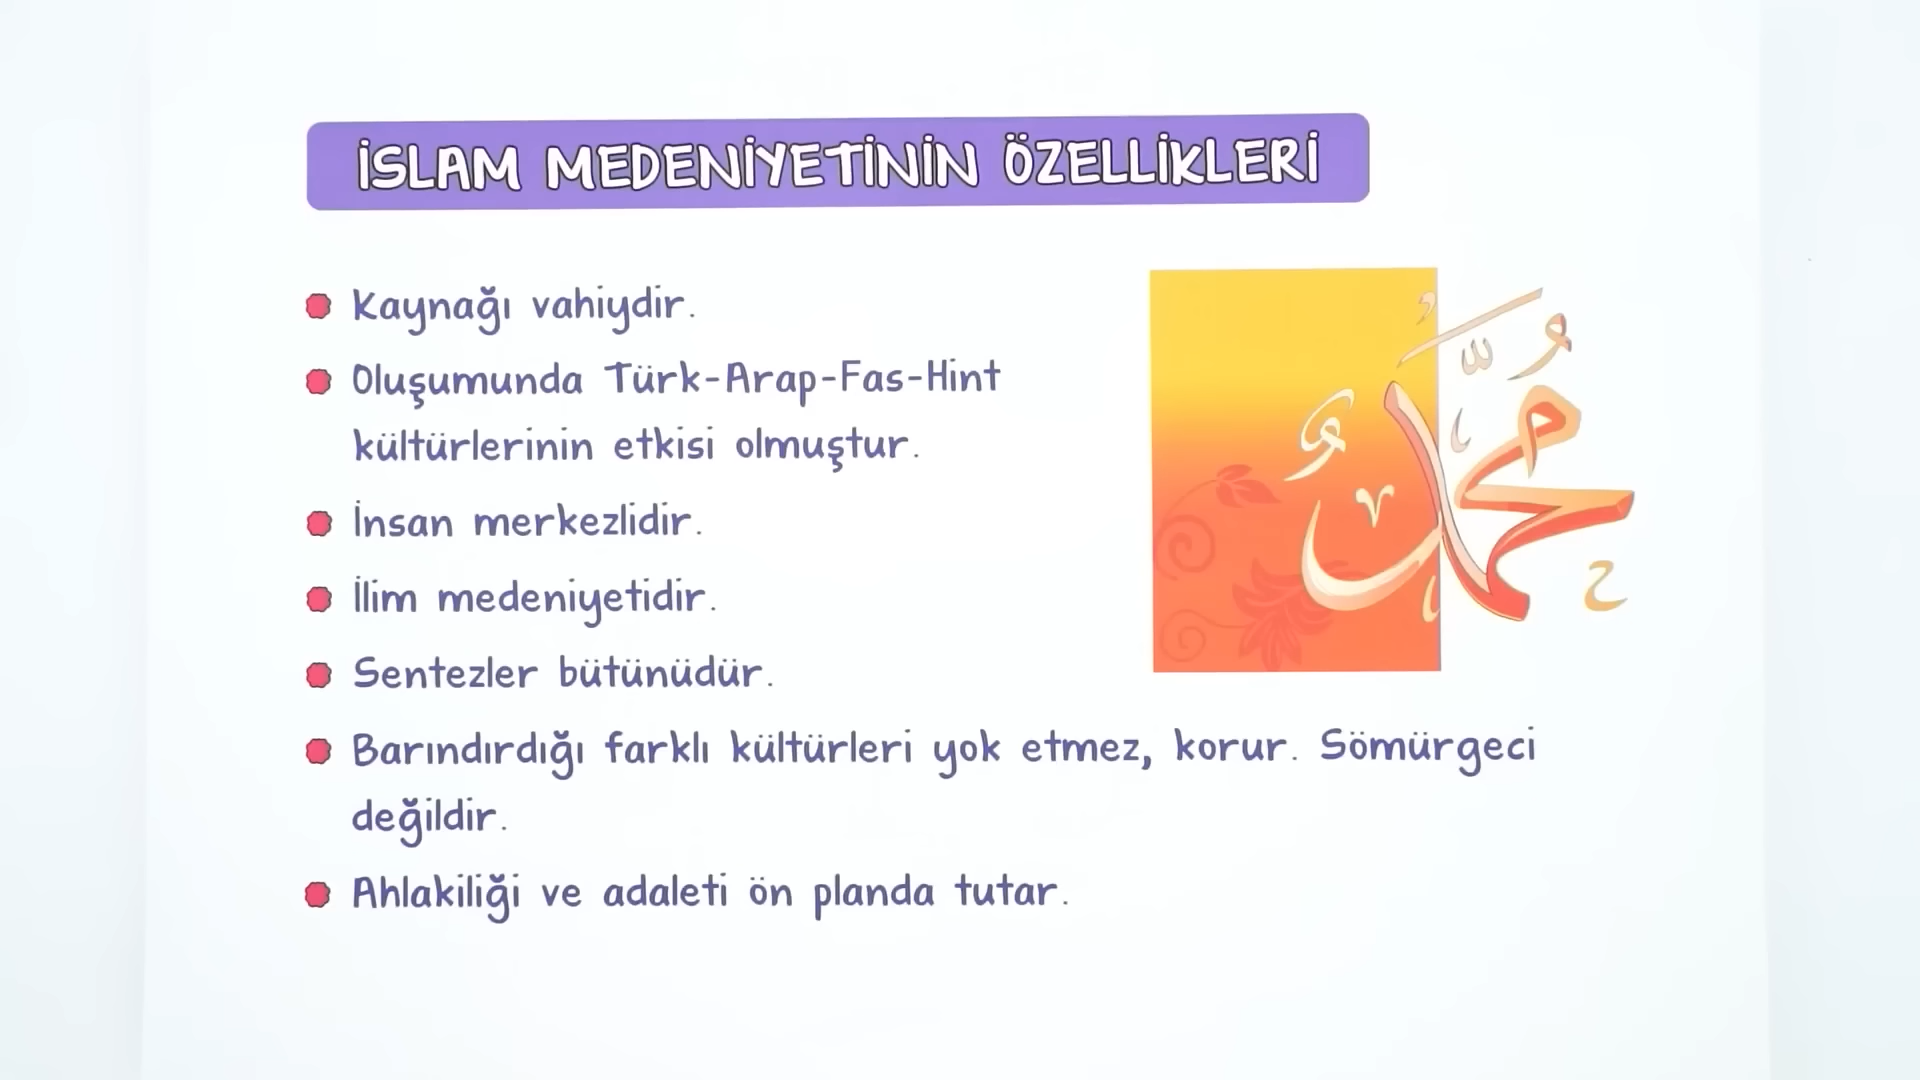 İSLAM MEDENİYETİNİN ÖZELLİKLERİ
Kaynağı vahiydir.
Oluşumunda Türk-Arap-Fas-Hint
kültürlerinin etkisi olmuştur.
İnsan merkezlidir.
İlim medeniyetidir.
Sentezler bütünüdür.
Barındırdığı farklı kültürleri yok etmez, korur. Sömürgeci
değildir.
Ahlakiliği ve adaleti ön planda tutar.
محمد